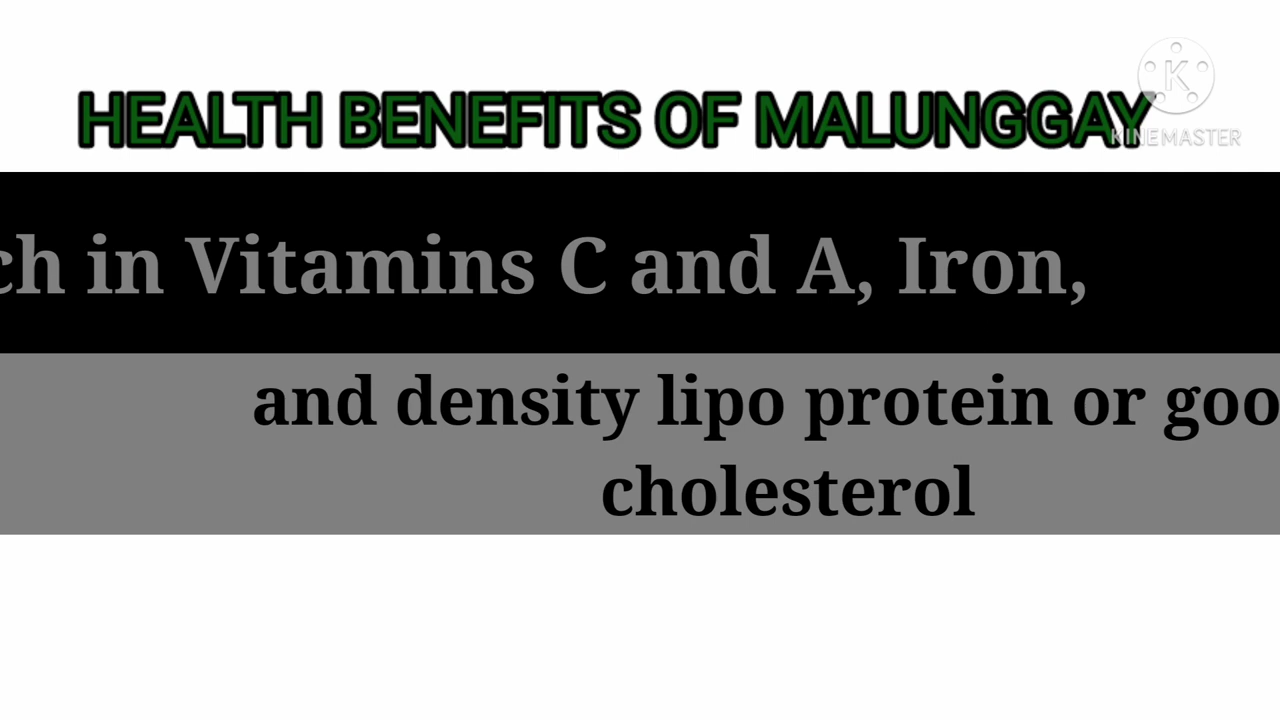 HEALTH BENEFITS OF MALUNGGAY
KINEMASTER
ch in Vitamins C and A, Iron,
and density lipo protein or goo
cholesterol